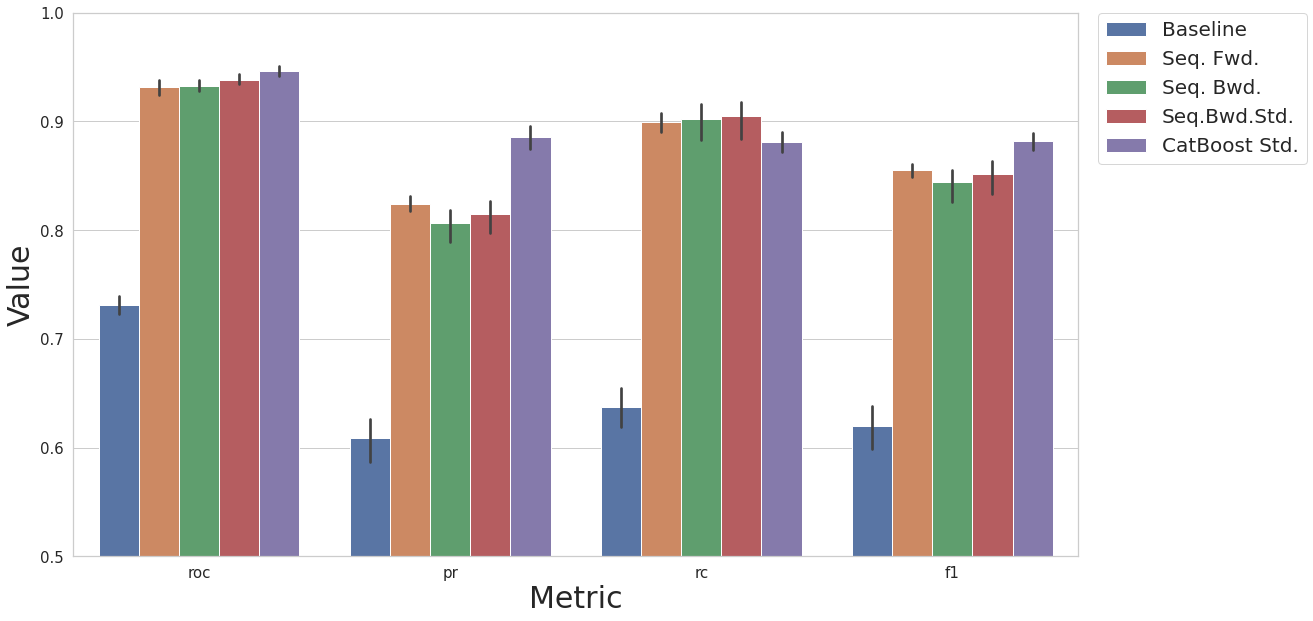 1.0
0.9
0.8
0.7
0.6
0.5
Value
roc
pr
rc
f1
Metric
Baseline
Seq. Fwd.
Seq. Bwd.
Seq.Bwd.Std.
CatBoost Std.